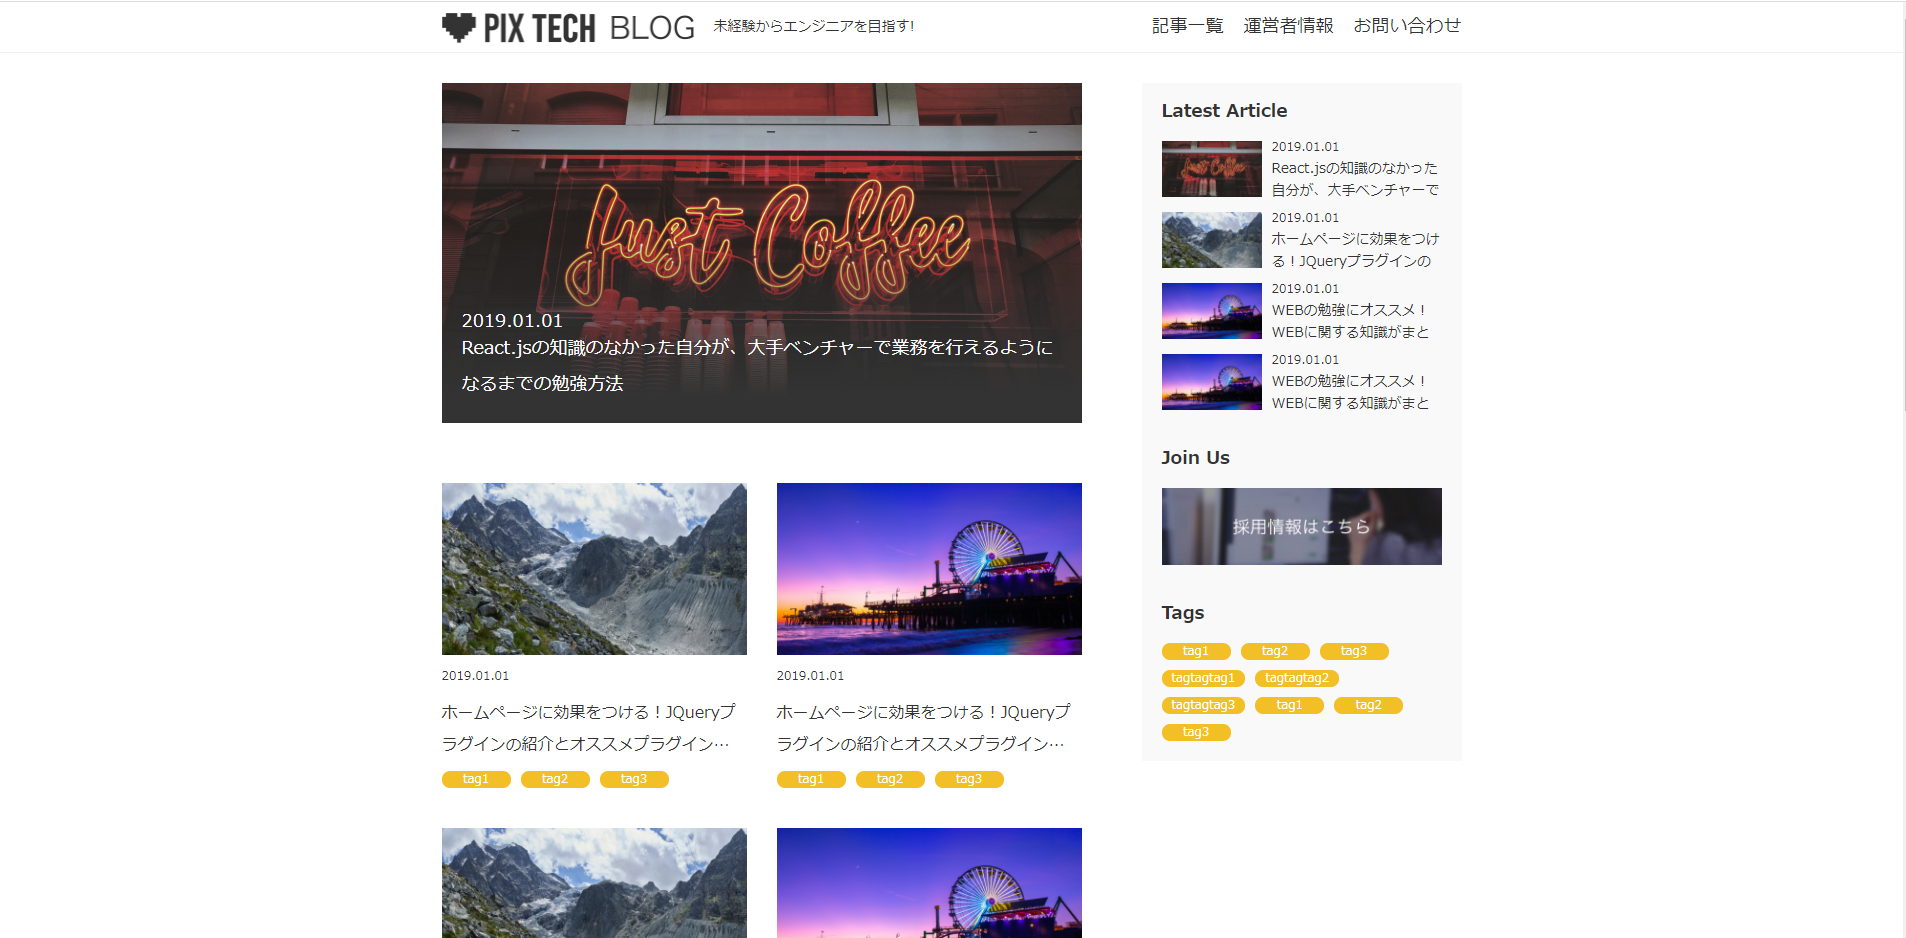 PIX TECH BLOG
未経験からエンジニアを目指す!
記事一覧 運営者情報 お問い合わせ
Just Coffee
2019.01.01
React.jsの知識のなかった自分が、大手ベンチャーで業務を行えるように
なるまでの勉強方法
2019.01.01
ホームページに効果をつける！JQueryプ
ラグインの紹介とオススメプラグイン…
tag1 tag2 tag3
2019.01.01
ホームページに効果をつける！JQueryプ
ラグインの紹介とオススメプラグイン…
tag1 tag2 tag3
Latest Article
Just Coffee
2019.01.01
React.jsの知識のなかった
自分が、大手ベンチャーで
2019.01.01
ホームページに効果をつけ
る！JQueryプラグインの
2019.01.01
WEBの勉強にオススメ！
WEBに関する知識がまと
2019.01.01
WEBの勉強にオススメ！
WEBに関する知識がまと
Join Us
採用情報はこちら
Tags
tag1 tag2 tag3
tagtagtag1 tagtagtag2
tagtagtag3 tag1 tag2
tag3